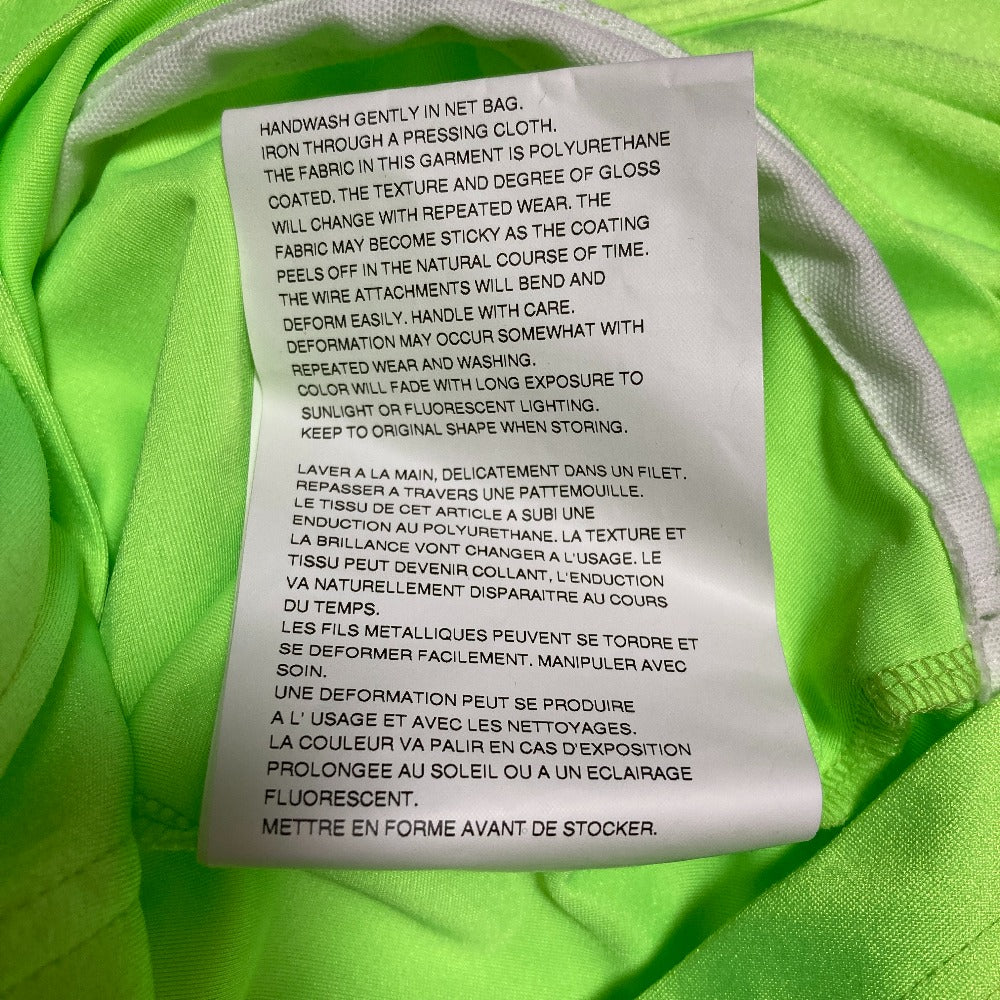 HANDWASH GENTLY IN NET BAG.
IRON THROUGH A PRESSING CLOTH.
THE FABRIC IN THIS GARMENT IS POLYURETHANE
COATED. THE TEXTURE AND DEGREE OF GLOSS
WILL CHANGE WITH REPEATED WEAR. THE
FABRIC MAY BECOME STICKY AS THE COATING
PEELS OFF IN THE NATURAL COURSE OF TIME.
THE WIRE ATTACHMENTS WILL BEND AND
DEFORM EASILY. HANDLE WITH CARE.
DEFORMATION MAY OCCUR SOMEWHAT WITH
REPEATED WEAR AND WASHING.
COLOR WILL FADE WITH LONG EXPOSURE TO
SUNLIGHT OR FLUORESCENT LIGHTING.
KEEP TO ORIGINAL SHAPE WHEN STORING.
LAVER A LA MAIN, DELICATEMENT DANS UN FILET.
REPASSER A TRAVERS UNE PATTEMOUILLE.
LE TISSU DE CET ARTICLE A SUBI UNE
ENDUCTION AU POLYURETHANE. LA TEXTURE ET
LA BRILLANCE VONT CHANGER A L'USAGE. LE
TISSU PEUT DEVENIR COLLANT, L'ENDUCTION
VA NATURELLEMENT DISPARAITRE AU COURS
DU TEMPS.
LES FILS METALLIQUES PEUVENT SE TORDRE ET
SE DEFORMER FACILEMENT. MANIPULER AVEC
SOIN.
UNE DEFORMATION PEUT SE PRODUIRE
A L' USAGE ET AVEC LES NETTOYAGES.
LA COULEUR VA PALIR EN CAS D'EXPOSITION
PROLONGEE AU SOLEIL OU A UN ECLAIRAGE
FLUORESCENT.
METTRE EN FORME AVANT DE STOCKER.